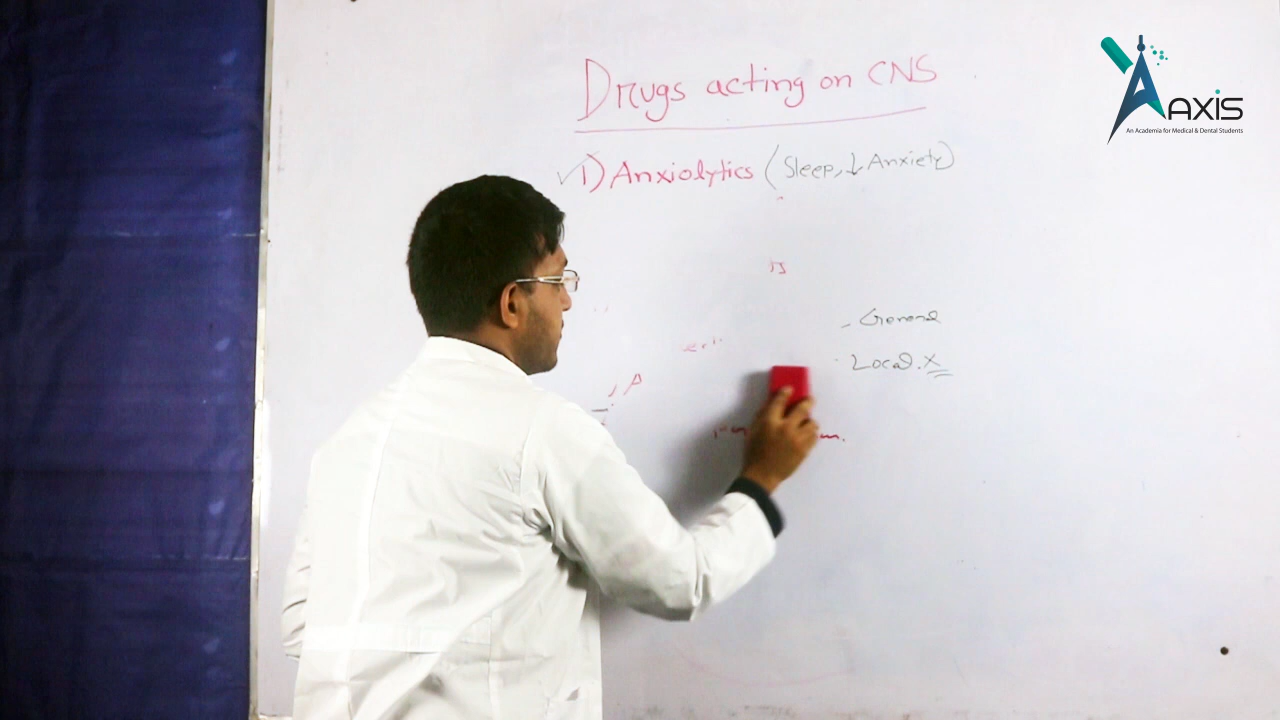 Drugs acting on CNS
✓1) Anxiolytics (Sleep, ↓ Anxiety)
- General
- Local. X
AXIS
An Academia for Medical & Dental Students